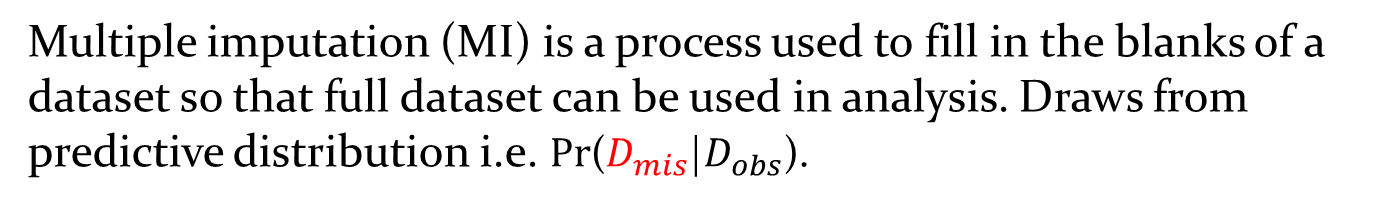 Multiple imputation (MI) is a process used to fill in the blanks of a
dataset so that full dataset can be used in analysis. Draws from
predictive distribution i.e. Pr(D_mis|D_obs).